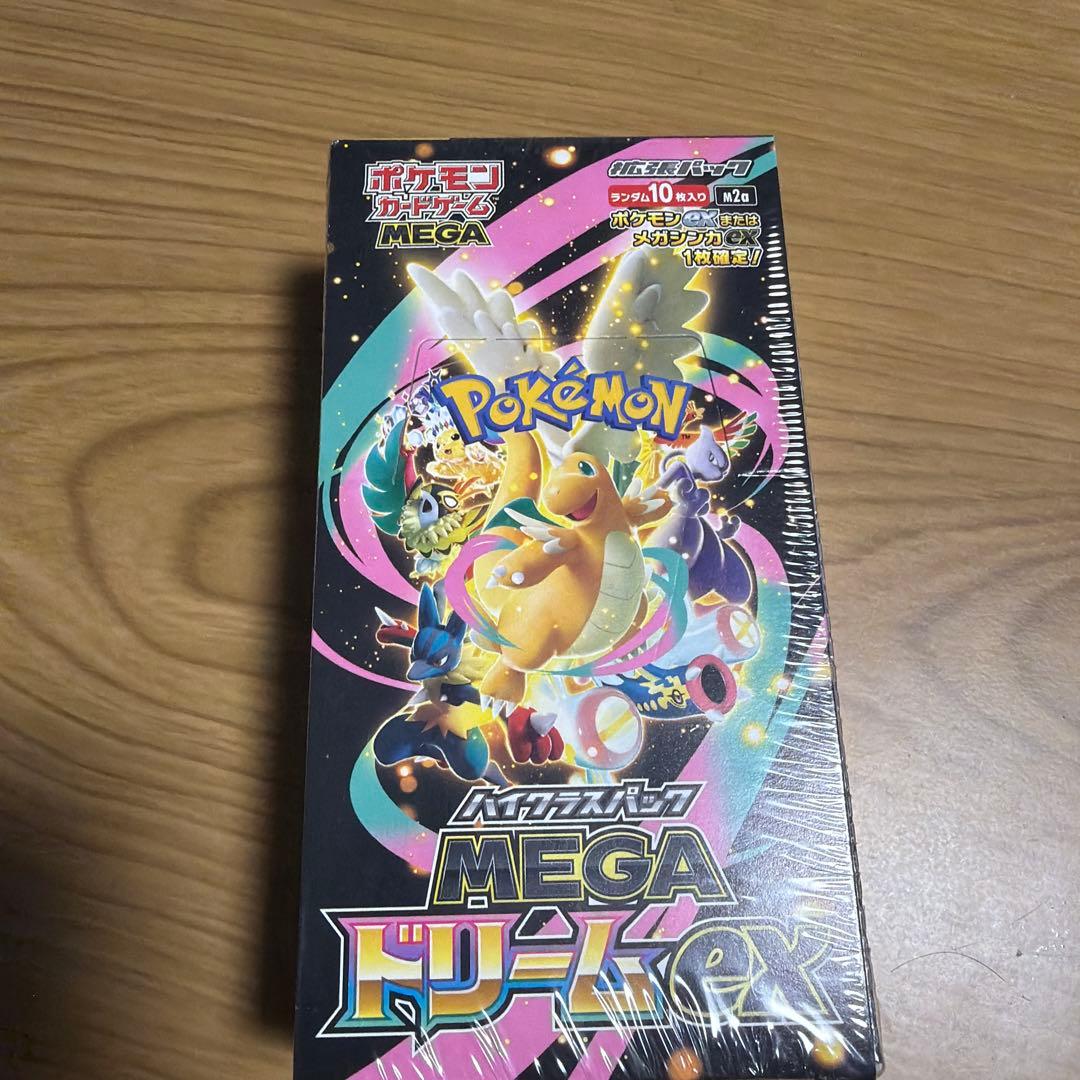 ポケモン
カードゲーム
MEGA
拡張パック
ランダム10枚入り M2a
ポケモンexまたは
メガシンカex
1枚確定!
POKéMON
TM
ハイクラスパック
MEGA
ドリームex